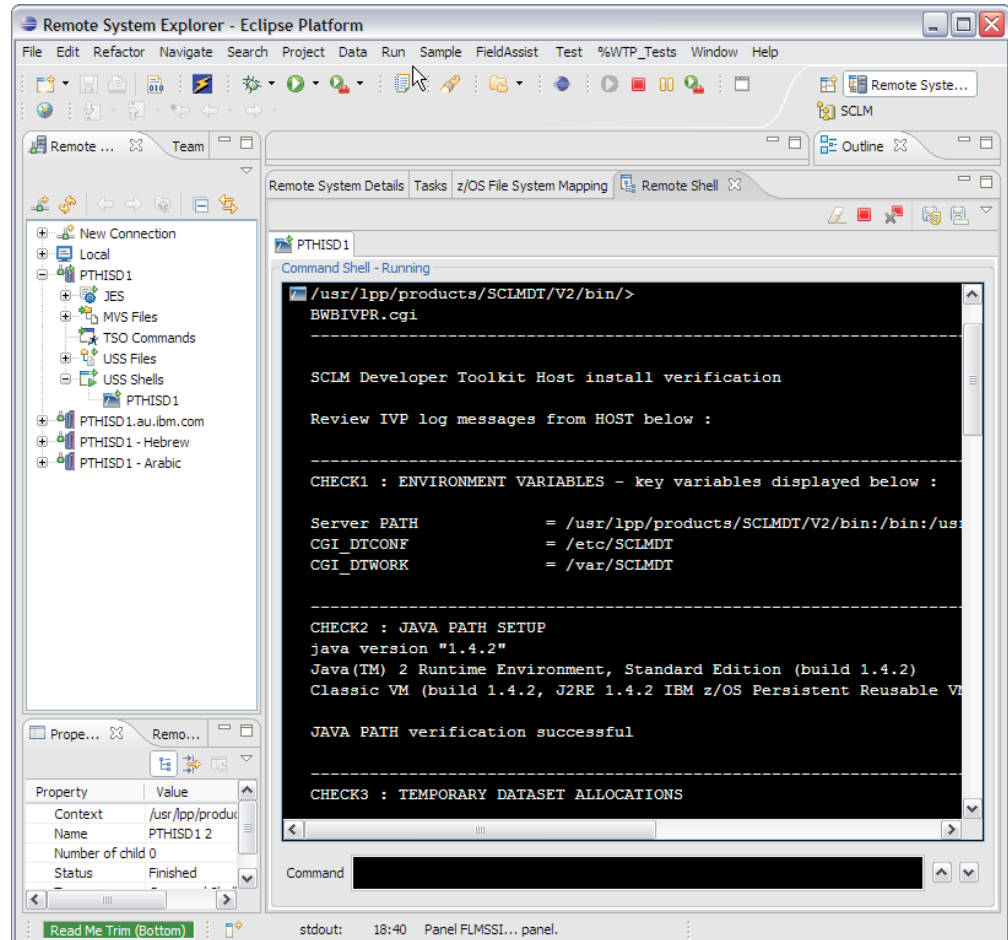 Remote System Explorer - Eclipse Platform
File Edit Refactor Navigate Search Project Data Run Sample FieldAssist Test %WTP_Tests Window Help
Remote Syste...
SCLM
Remote ... Team
Outline
Remote System Details Tasks z/OS File System Mapping Remote Shell
New Connection
Local
PTHISD1
JES
MVS Files
TSO Commands
USS Files
USS Shells
PTHISD1
PTHISD1.au.ibm.com
PTHISD1 - Hebrew
PTHISD1 - Arabic
PTHISD1
Command Shell - Running
/usr/lpp/products/SCLMDT/V2/bin/>
BWBIVPR.cgi
SCLM Developer Toolkit Host install verification
Review IVP log messages from HOST below :
CHECK1 : ENVIRONMENT VARIABLES - key variables displayed below :
Server PATH = /usr/lpp/products/SCLMDT/V2/bin:/bin:/us
CGI_DTCONF = /etc/SCLMDT
CGI_DTWORK = /var/SCLMDT
CHECK2 : JAVA PATH SETUP
java version "1.4.2"
Java(TM) 2 Runtime Environment, Standard Edition (build 1.4.2)
Classic VM (build 1.4.2, J2RE 1.4.2 IBM z/OS Persistent Reusable VM
JAVA PATH verification successful
CHECK3 : TEMPORARY DATASET ALLOCATIONS
Command
Prope... Remo...
Property Value
Context /usr/lpp/produc
Name PTHISD1 2
Number of child 0
Status Finished
Read Me Trim (Bottom)
stdout: 18:40 Panel FLMSSI... panel.